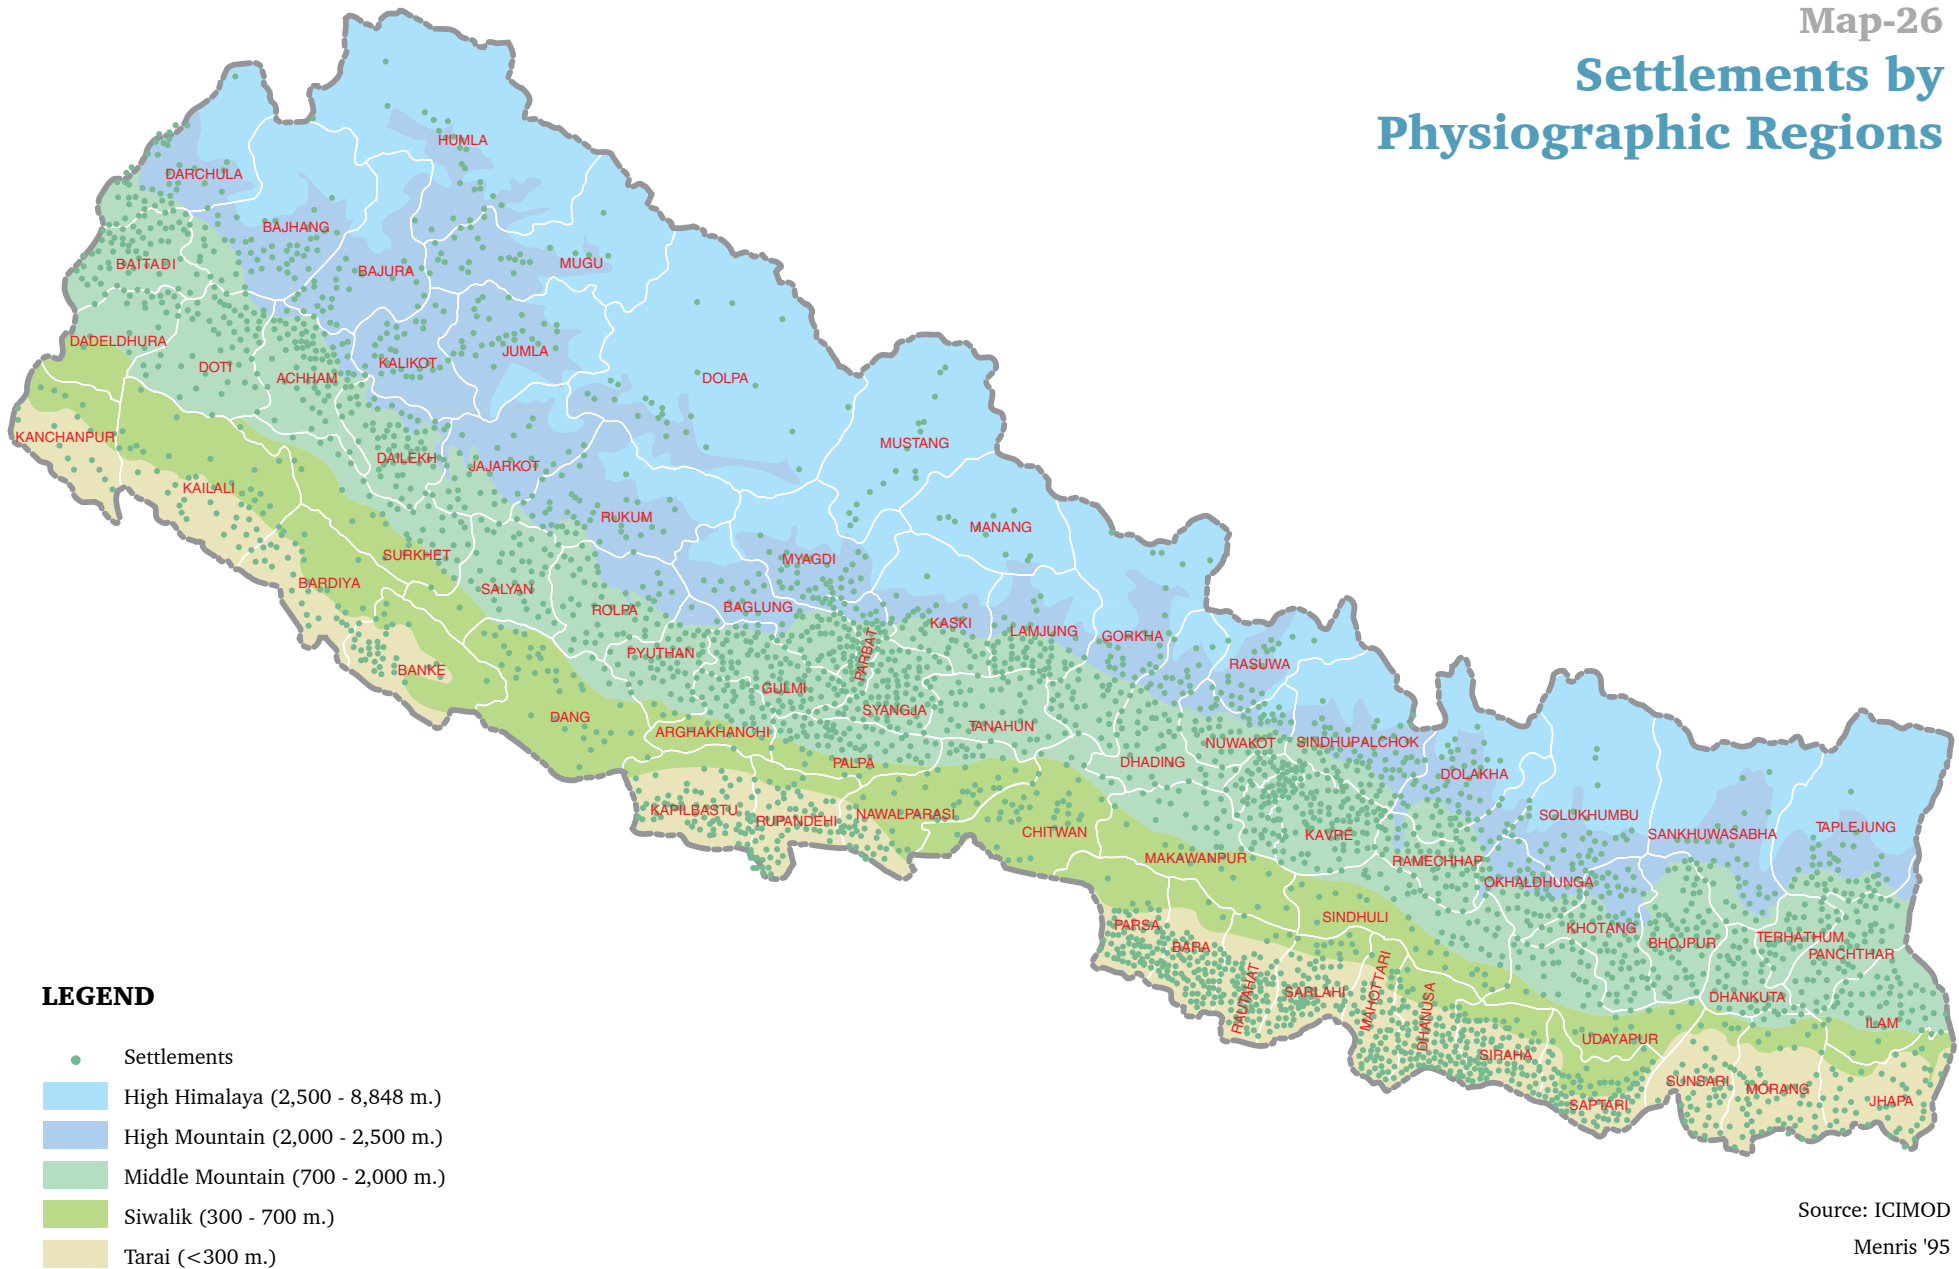 Map-26
Settlements by
Physiographic Regions
HUMLA
DARCHULA
BAJHANG
BAITADI
BAJURA
MUGU
DADELDHURA
DOTI
ACHHAM
KALIKOT
JUMLA
DOLPA
KANCHANPUR
DAILEKH
JAJARKOT
MUSTANG
KAILALI
RUKUM
MANANG
SURKHET
MYAGDI
BARDIYA
SALYAN
ROLPA
BAGLUNG
KASKI
LAMJUNG
GORKHA
PARBAT
PYUTHAN
RASUWA
BANKE
GULMI
SYANGJA
TANAHUN
DANG
ARGHAKHANCHI
NUWAKOT
SINDHUPALCHOK
PALPA
DHADING
DOLAKHA
KAPILBASTU
RUPANDEHI
NAWALPARASI
CHITWAN
KAVRE
SOLUKHUMBU
SANKHUWASABHA
TAPLEJUNG
MAKAWANPUR
RAMECHHAP
OKHALDHUNGA
PARSA
BARA
SINDHULI
KHOTANG
BHOJPUR
TERHATHUM
PANCHTHAR
RAUTAHAT
SARLAHI
MAHOTTARI
DHANUSA
DHANKUTA
ILAM
SIRAHA
UDAYAPUR
SAPTARI
SUNSARI
MORANG
JHAPA
LEGEND
Settlements
High Himalaya (2,500 - 8,848 m.)
High Mountain (2,000 - 2,500 m.)
Middle Mountain (700 - 2,000 m.)
Siwalik (300 - 700 m.)
Tarai (<300 m.)
Source: ICIMOD
Menris '95